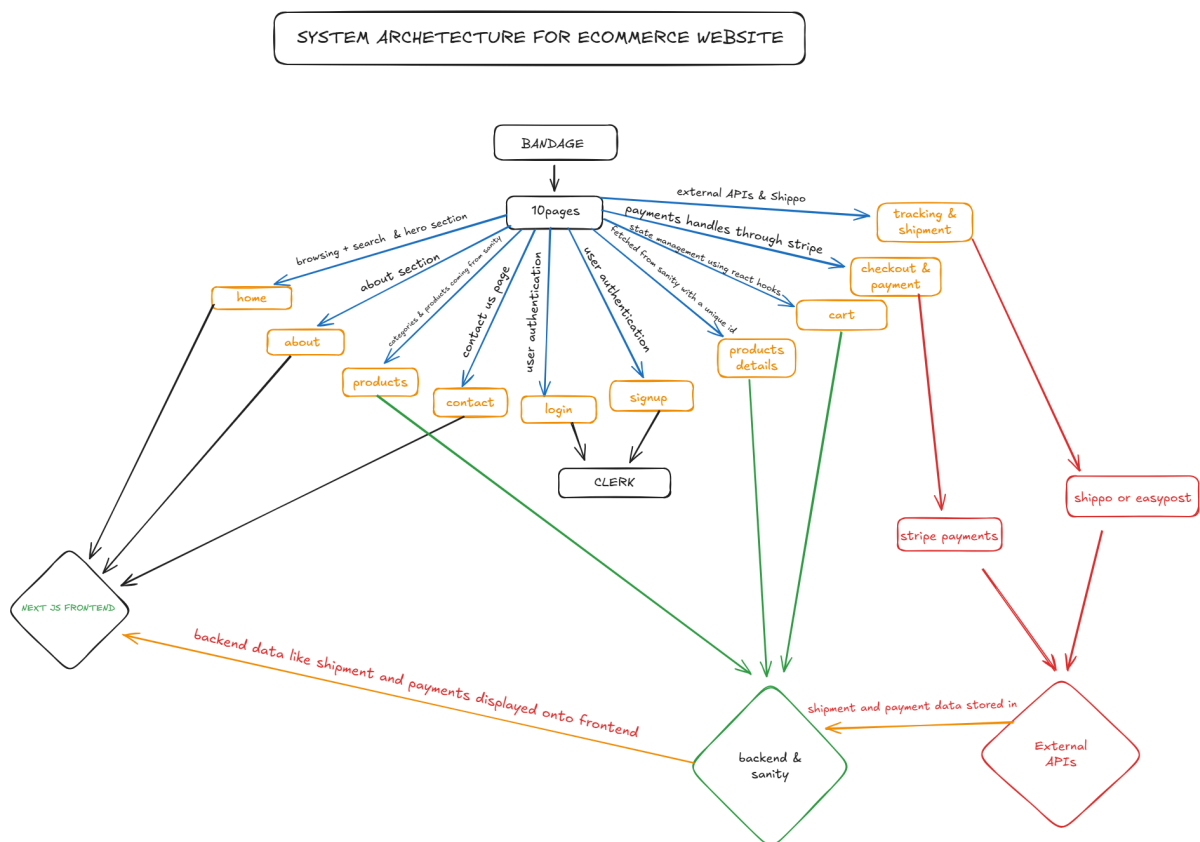 SYSTEM ARCHETECTURE FOR ECOMMERCE WEBSITE
BANDAGE
10pages
external APIs & Shippo
payments handles through stripe
state management using react hooks.
fetched from sanity with a unique id
browsing + search & hero section
about section
categories & products coming from sanity
contact us page
user authentication
user authentication
tracking &
shipment
checkout &
payment
cart
products
details
home
about
products
contact
login
signup
CLERK
shippo or easypost
stripe payments
NEXT JS FRONTEND
backend data like shipment and payments displayed onto frontend
shipment and payment data stored in
backend &
sanity
External
APIs